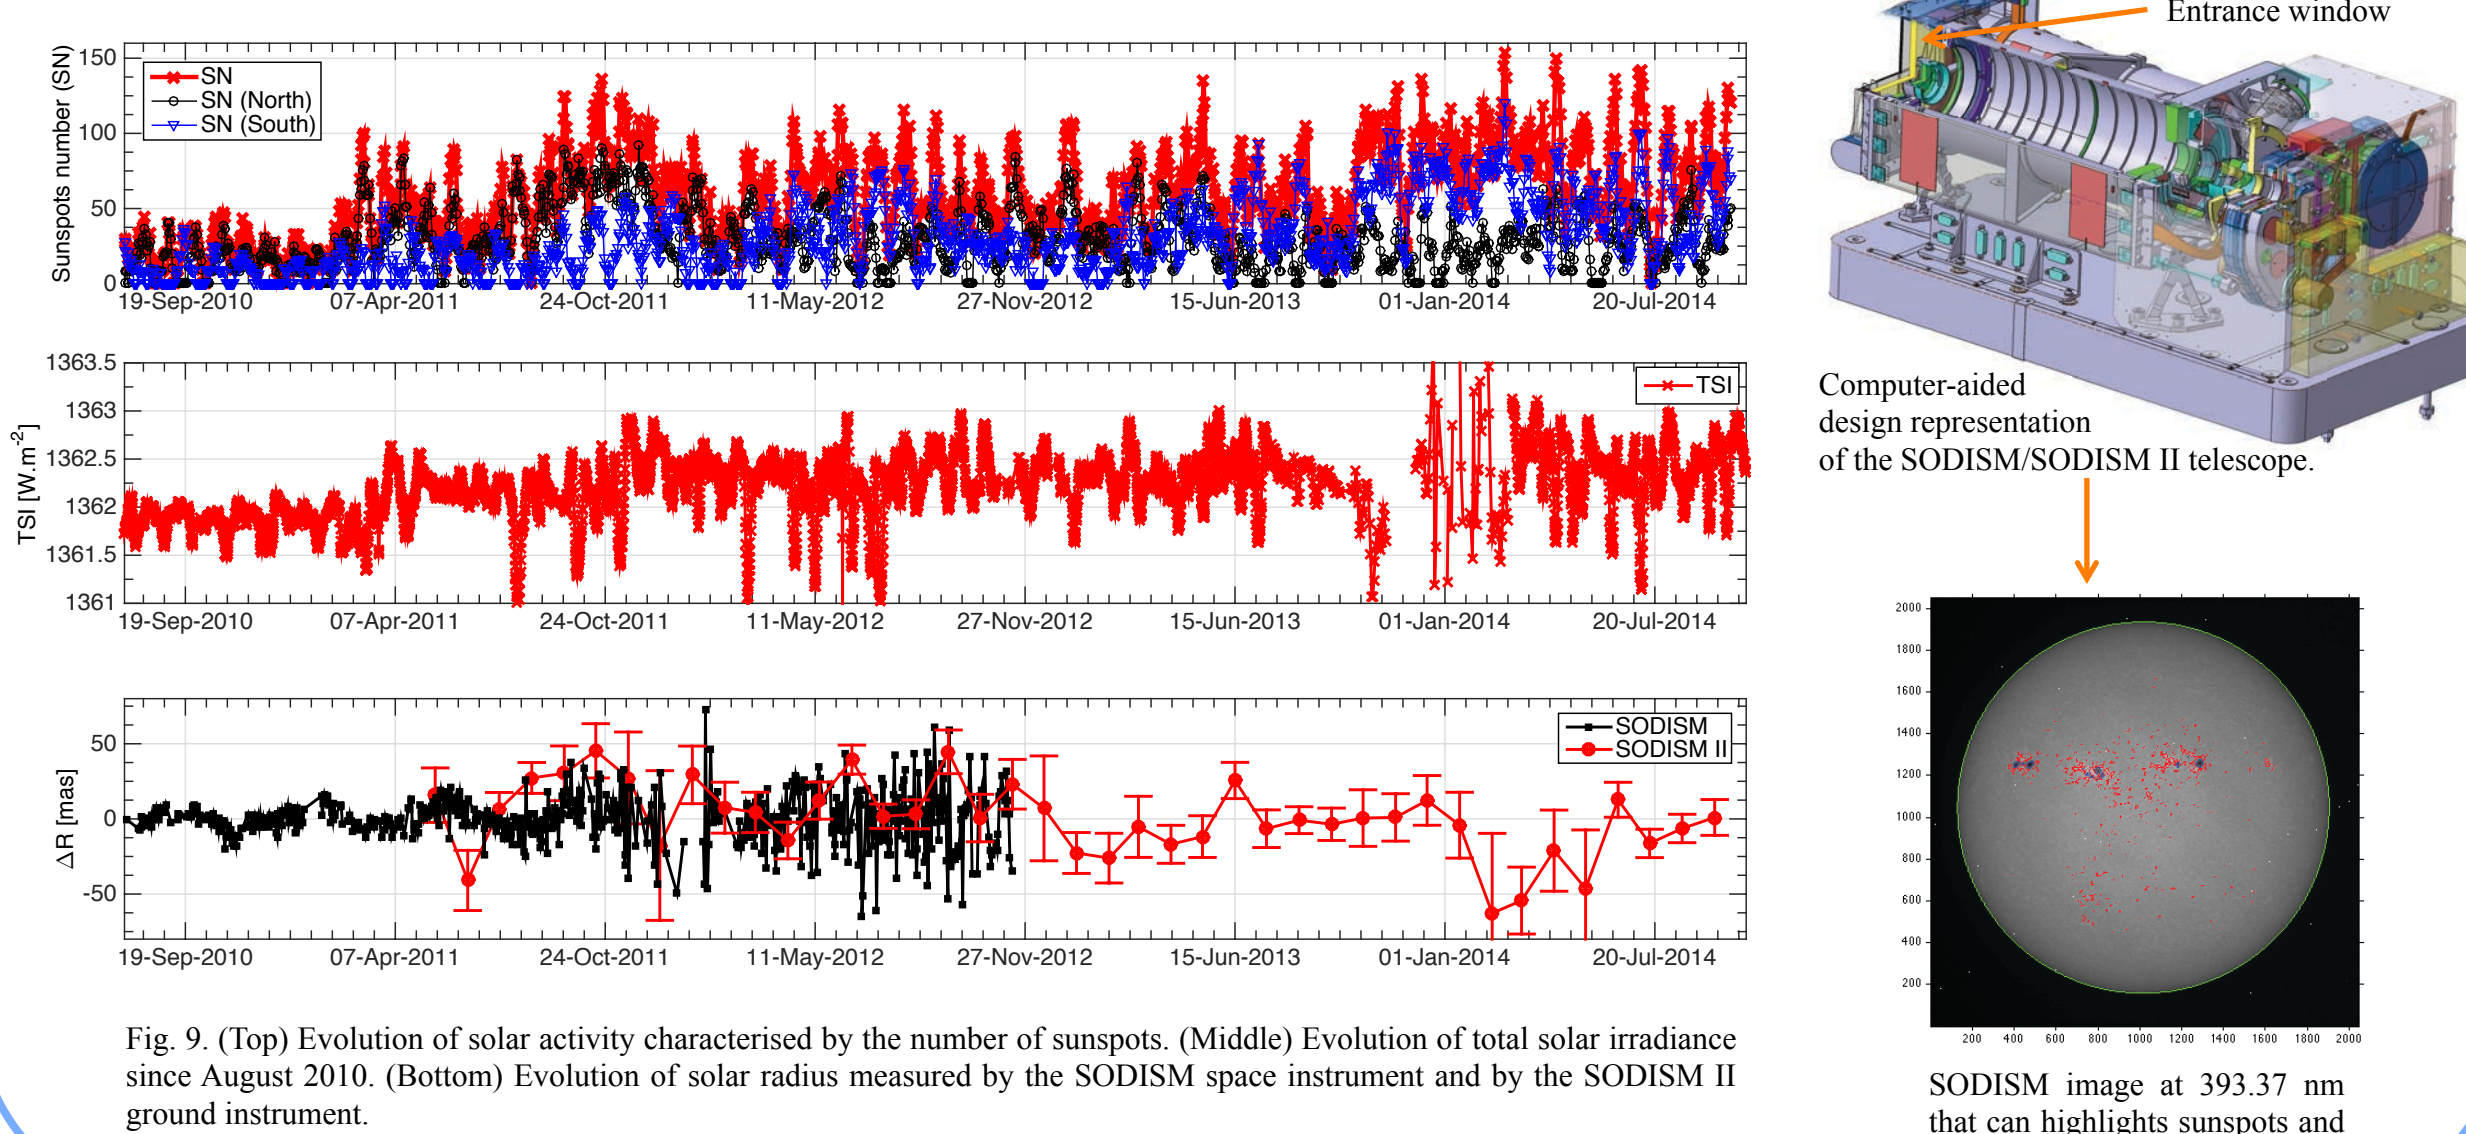 Sunspots number (SN)
150
100
50
0
SN
SN (North)
SN (South)
19-Sep-2010 07-Apr-2011 24-Oct-2011 11-May-2012 27-Nov-2012 15-Jun-2013 01-Jan-2014 20-Jul-2014
TSI [W.m-2]
1363.5
1363
1362.5
1362
1361.5
1361
TSI
19-Sep-2010 07-Apr-2011 24-Oct-2011 11-May-2012 27-Nov-2012 15-Jun-2013 01-Jan-2014 20-Jul-2014
ΔR [mas]
50
0
-50
SODISM
SODISM II
19-Sep-2010 07-Apr-2011 24-Oct-2011 11-May-2012 27-Nov-2012 15-Jun-2013 01-Jan-2014 20-Jul-2014
Fig. 9. (Top) Evolution of solar activity characterised by the number of sunspots. (Middle) Evolution of total solar irradiance
since August 2010. (Bottom) Evolution of solar radius measured by the SODISM space instrument and by the SODISM II
ground instrument.
Entrance window
Computer-aided
design representation
of the SODISM/SODISM II telescope.
2000
1800
1600
1400
1200
1000
800
600
400
200
200 400 600 800 1000 1200 1400 1600 1800 2000
SODISM image at 393.37 nm
that can highlights sunspots and